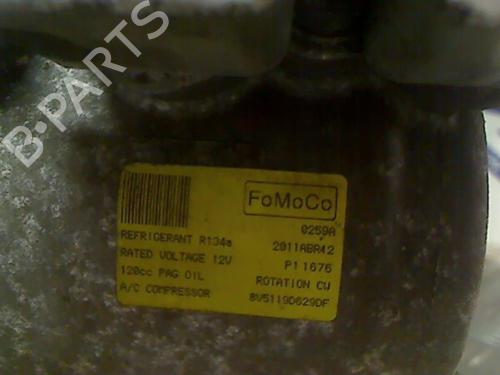 B-PARTS
FoMoCo
0259A
REFRIGERANT R134a 2011ABR42
RATED VOLTAGE 12V P11676
120cc PAG OIL ROTATION CW
A/C COMPRESSOR 8V5119D629DF